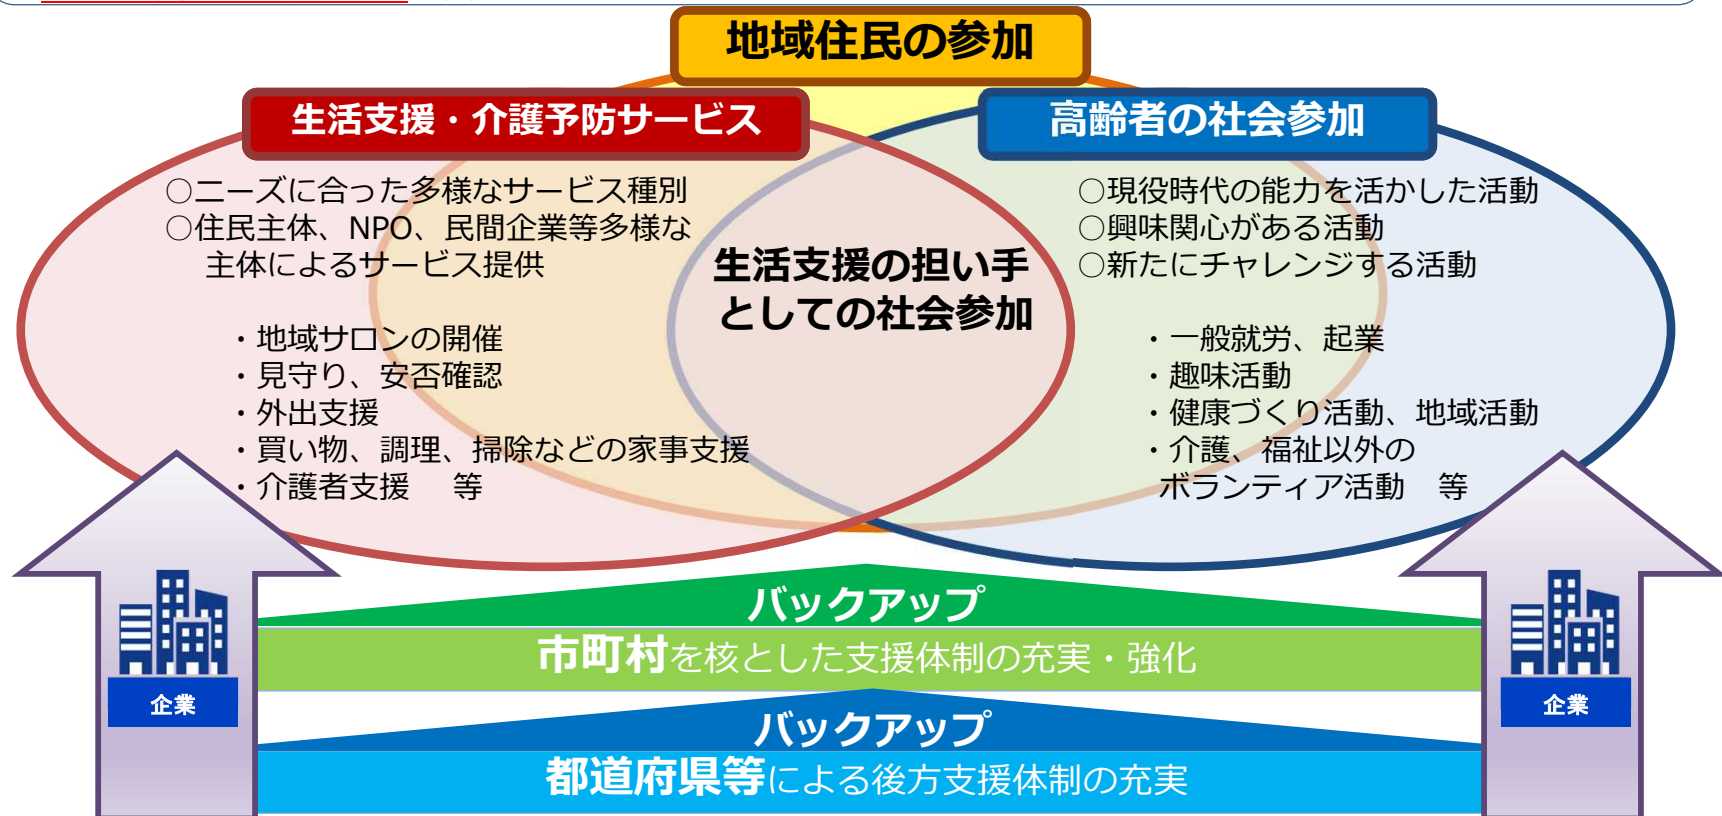 地域住民の参加
生活支援・介護予防サービス
○ニーズに合った多様なサービス種別
○住民主体、NPO、民間企業等多様な
主体によるサービス提供
・地域サロンの開催
・見守り、安否確認
・外出支援
・買い物、調理、掃除などの家事支援
・介護者支援　等
生活支援の担い手
としての社会参加
高齢者の社会参加
○現役時代の能力を活かした活動
○興味関心がある活動
○新たにチャレンジする活動
・一般就労、起業
・趣味活動
・健康づくり活動、地域活動
・介護、福祉以外の
ボランティア活動　等
バックアップ
市町村を核とした支援体制の充実・強化
バックアップ
都道府県等による後方支援体制の充実
企業
企業